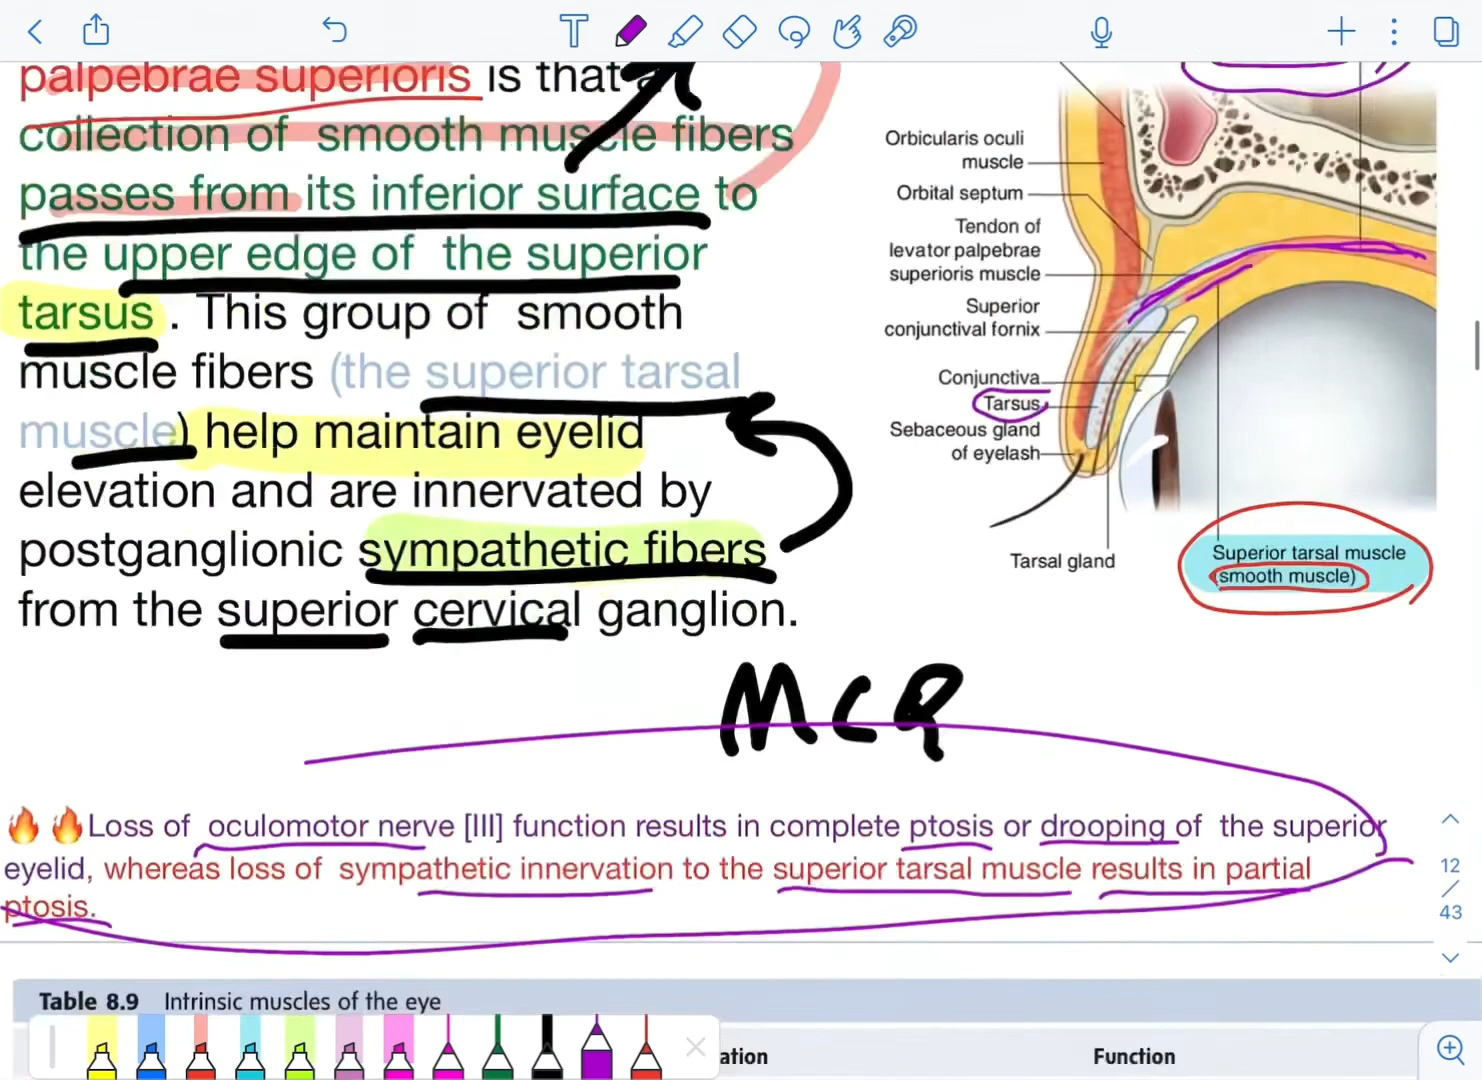 palpebrae superioris is that a
collection of smooth muscle fibers
passes from its inferior surface to
the upper edge of the superior
tarsus . This group of smooth
muscle fibers (the superior tarsal
muscle) help maintain eyelid
elevation and are innervated by
postganglionic sympathetic fibers
from the superior cervical ganglion.
Orbicularis oculi
muscle
Orbital septum
Tendon of
levator palpebrae
superioris muscle
Superior
conjunctival fornix
Conjunctiva
Tarsus
Sebaceous gland
of eyelash
Tarsal gland
Superior tarsal muscle
(smooth muscle)
MCQ
🔥 🔥Loss of oculomotor nerve [III] function results in complete ptosis or drooping of the superior
eyelid, whereas loss of sympathetic innervation to the superior tarsal muscle results in partial
ptosis.
12
/
43
Table 8.9 Intrinsic muscles of the eye
ation Function